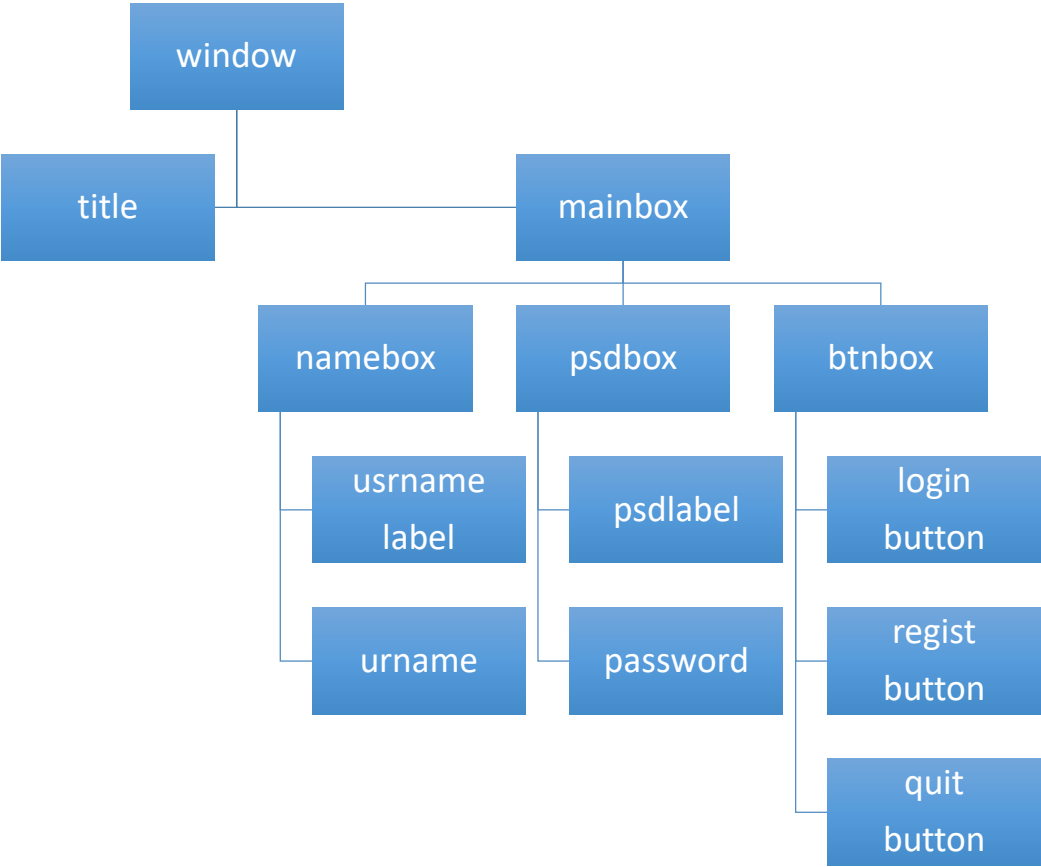 window
title
mainbox
namebox
psdbox
btnbox
usrname
label
psdlabel
login
button
urname
password
regist
button
quit
button